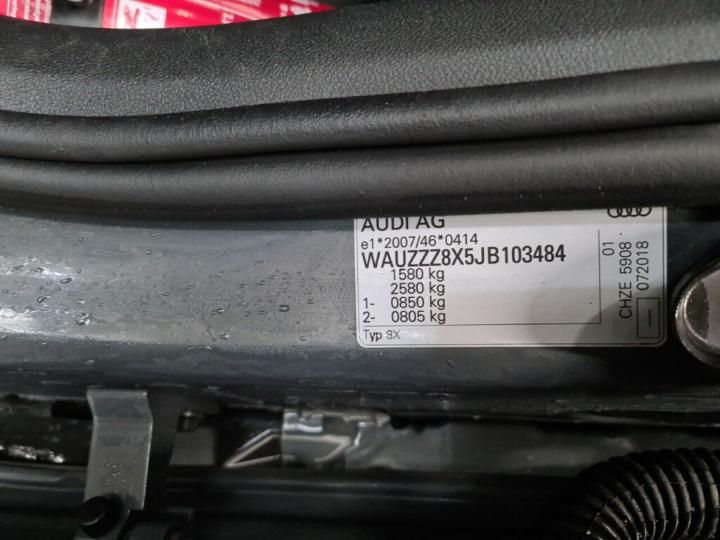 AUDI AG
e1*2007/46*0414
WAUZZZ8X5JB103484
1580 kg
2580 kg
1- 0850 kg
2- 0805 kg
Typ 8X
01
CHZE 5908
072018